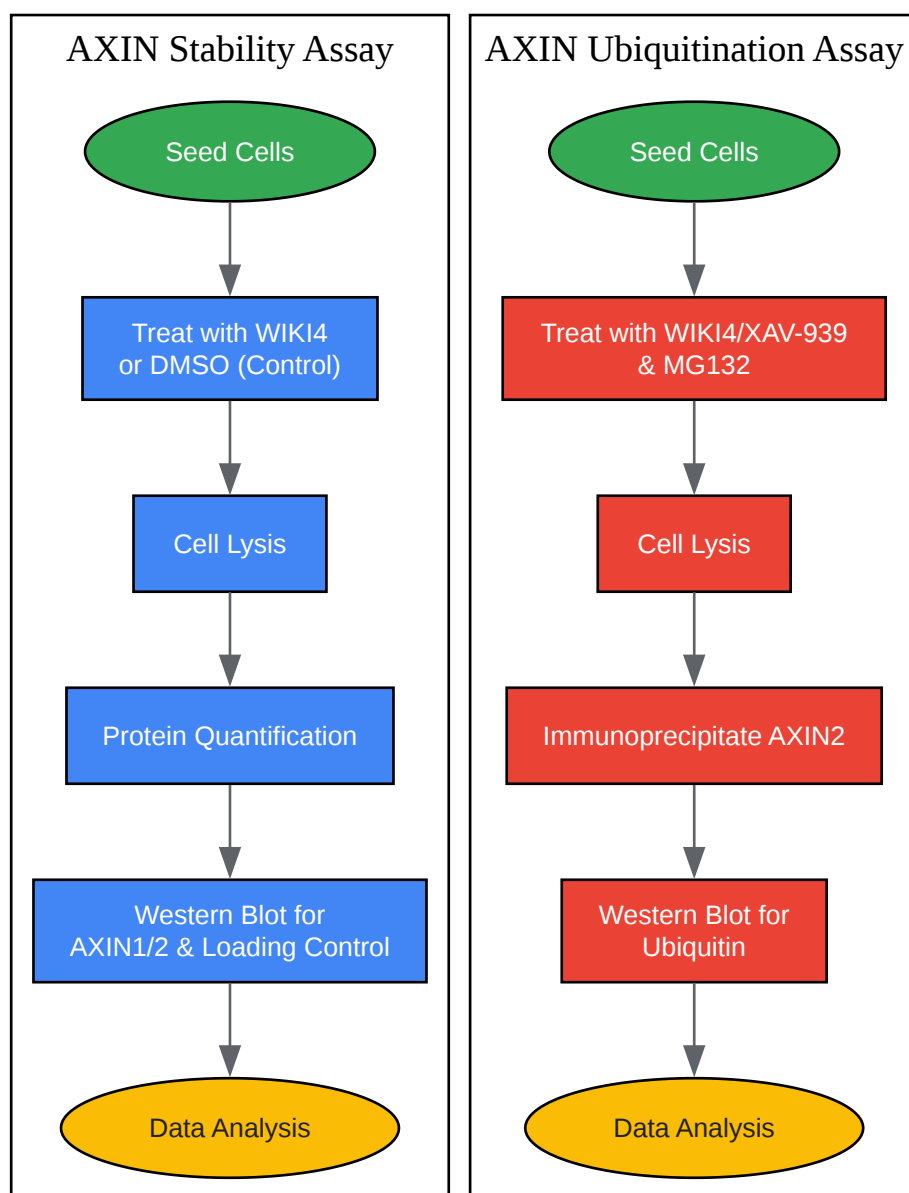 AXIN Stability Assay
Seed Cells
Treat with WIKI4
or DMSO (Control)
Cell Lysis
Protein Quantification
Western Blot for
AXIN1/2 & Loading Control
Data Analysis
AXIN Ubiquitination Assay
Seed Cells
Treat with WIKI4/XAV-939
& MG132
Cell Lysis
Immunoprecipitate AXIN2
Western Blot for
Ubiquitin
Data Analysis